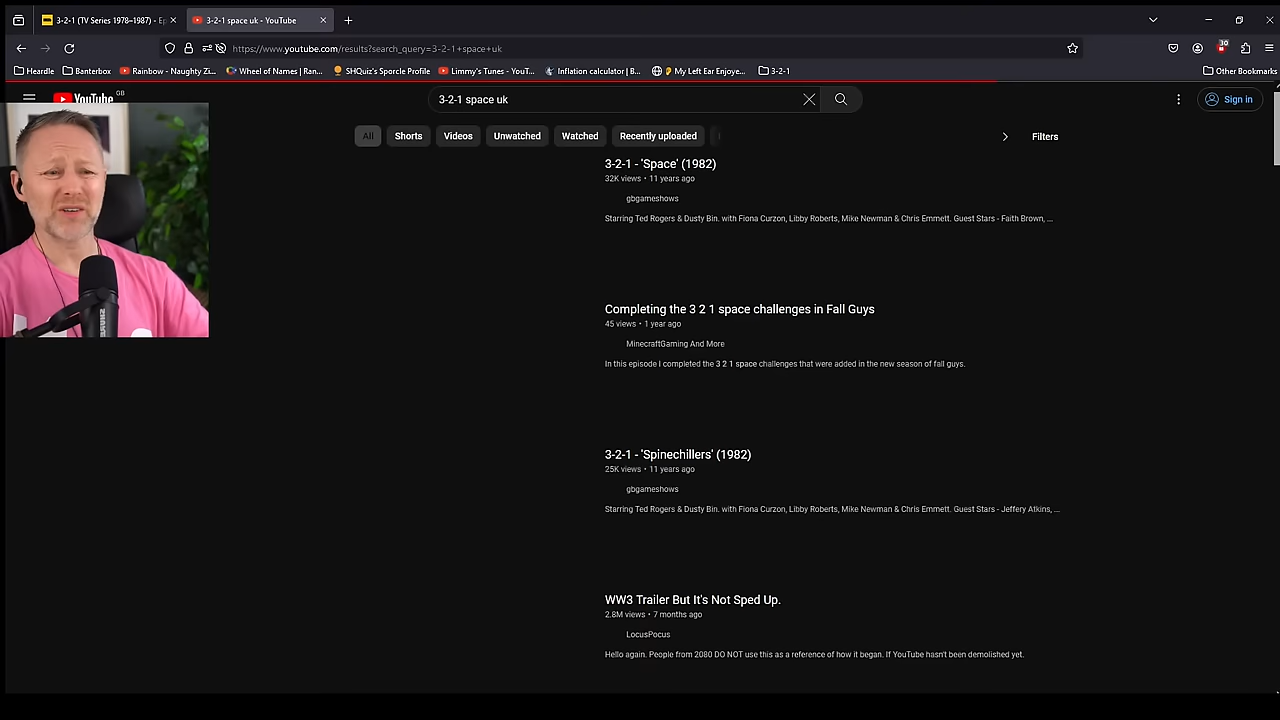 3-2-1 (TV Series 1978–1987) - Ep
3-2-1 space uk - YouTube
https://www.youtube.com/results?search_query=3-2-1+space+uk
30
Heardle
Banterbox
Rainbow - Naughty Zi...
Wheel of Names | Ran...
SHQuiz's Sporcle Profile
Limmy's Tunes - YouT...
Inflation calculator | B...
My Left Ear Enjoye...
3-2-1
Other Bookmarks
YouTube GB
3-2-1 space uk
Sign in
All
Shorts
Videos
Unwatched
Watched
Recently uploaded
Filters
3-2-1 - 'Space' (1982)
32K views • 11 years ago
gbgameshows
Starring Ted Rogers & Dusty Bin. with Fiona Curzon, Libby Roberts, Mike Newman & Chris Emmett. Guest Stars - Faith Brown, ...
Completing the 3 2 1 space challenges in Fall Guys
45 views • 1 year ago
MinecraftGaming And More
In this episode I completed the 3 2 1 space challenges that were added in the new season of fall guys.
3-2-1 - 'Spinechillers' (1982)
25K views • 11 years ago
gbgameshows
Starring Ted Rogers & Dusty Bin. with Fiona Curzon, Libby Roberts, Mike Newman & Chris Emmett. Guest Stars - Jeffery Atkins, ...
WW3 Trailer But It's Not Sped Up.
2.8M views • 7 months ago
LocusPocus
Hello again. People from 2080 DO NOT use this as a reference of how it began. If YouTube hasn't been demolished yet.